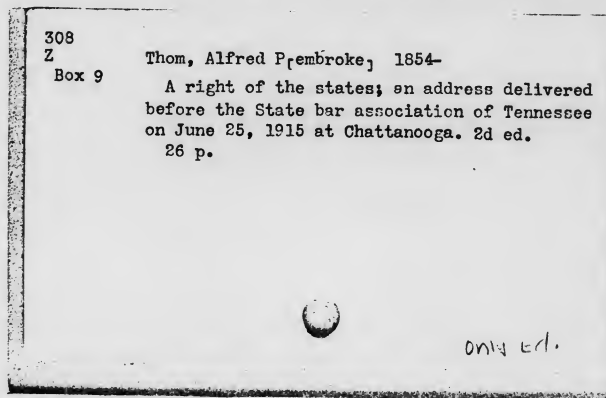 308
Z
Box 9
Thom, Alfred P[embroke] 1854-
A right of the states; an address delivered
before the State bar association of Tennessee
on June 25, 1915 at Chattanooga. 2d ed.
26 p.
only Ed.